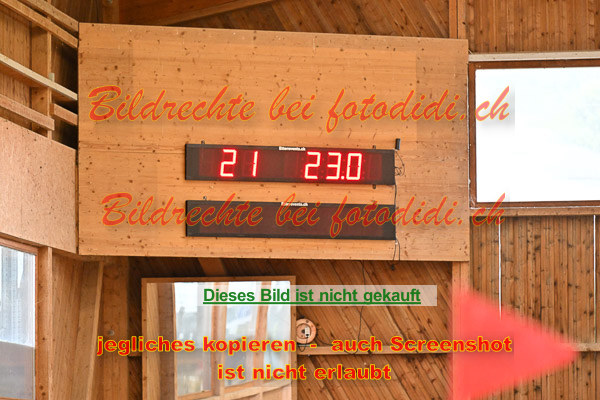 Bildrechte bei fotodidi.ch
21 23.0
Bildrechte bei fotodidi.ch
Dieses Bild ist nicht gekauft
jegliches kopieren - auch Screenshot
ist nicht erlaubt